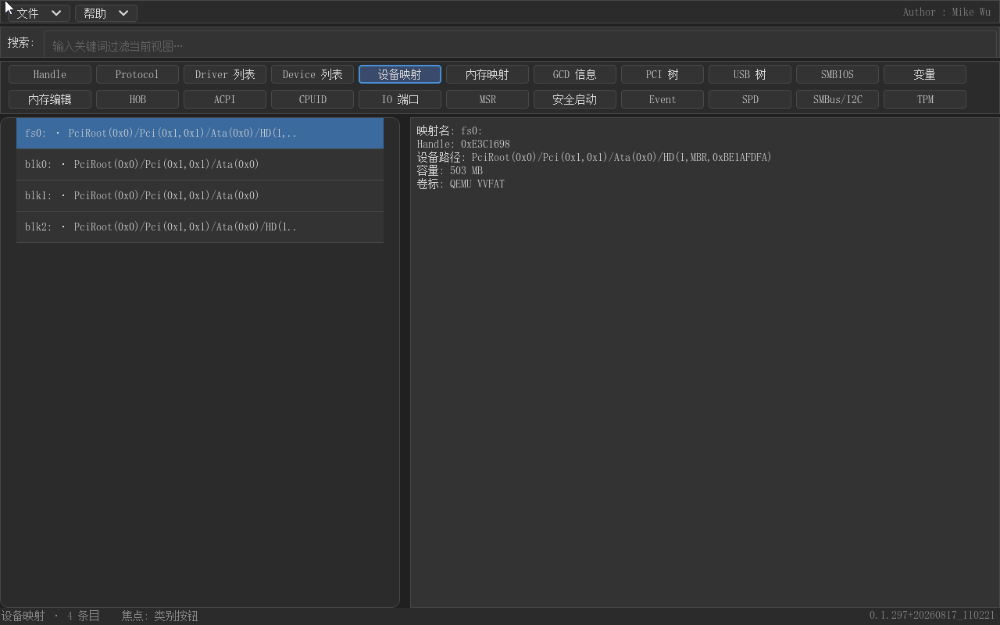 文件 帮助 Author : Mike Wu
搜索: 输入关键词过滤当前视图…
Handle Protocol Driver 列表 Device 列表 设备映射 内存映射 GCD 信息 PCI 树 USB 树 SMBIOS 变量
内存编辑 HOB ACPI CPUID IO 端口 MSR 安全启动 Event SPD SMBus/I2C TPM
fs0: · PciRoot(0x0)/Pci(0x1,0x1)/Ata(0x0)/HD(1,..
blk0: · PciRoot(0x0)/Pci(0x1,0x1)/Ata(0x0)
blk1: · PciRoot(0x0)/Pci(0x1,0x1)/Ata(0x0)
blk2: · PciRoot(0x0)/Pci(0x1,0x1)/Ata(0x0)/HD(1..
映射名: fs0:
Handle: 0xE3C1698
设备路径: PciRoot(0x0)/Pci(0x1,0x1)/Ata(0x0)/HD(1,MBR,0xBE1AFDFA)
容量: 503 MB
卷标: QEMU VVFAT
设备映射 · 4 条目 焦点: 类别按钮 0.1.297+20260817_110221